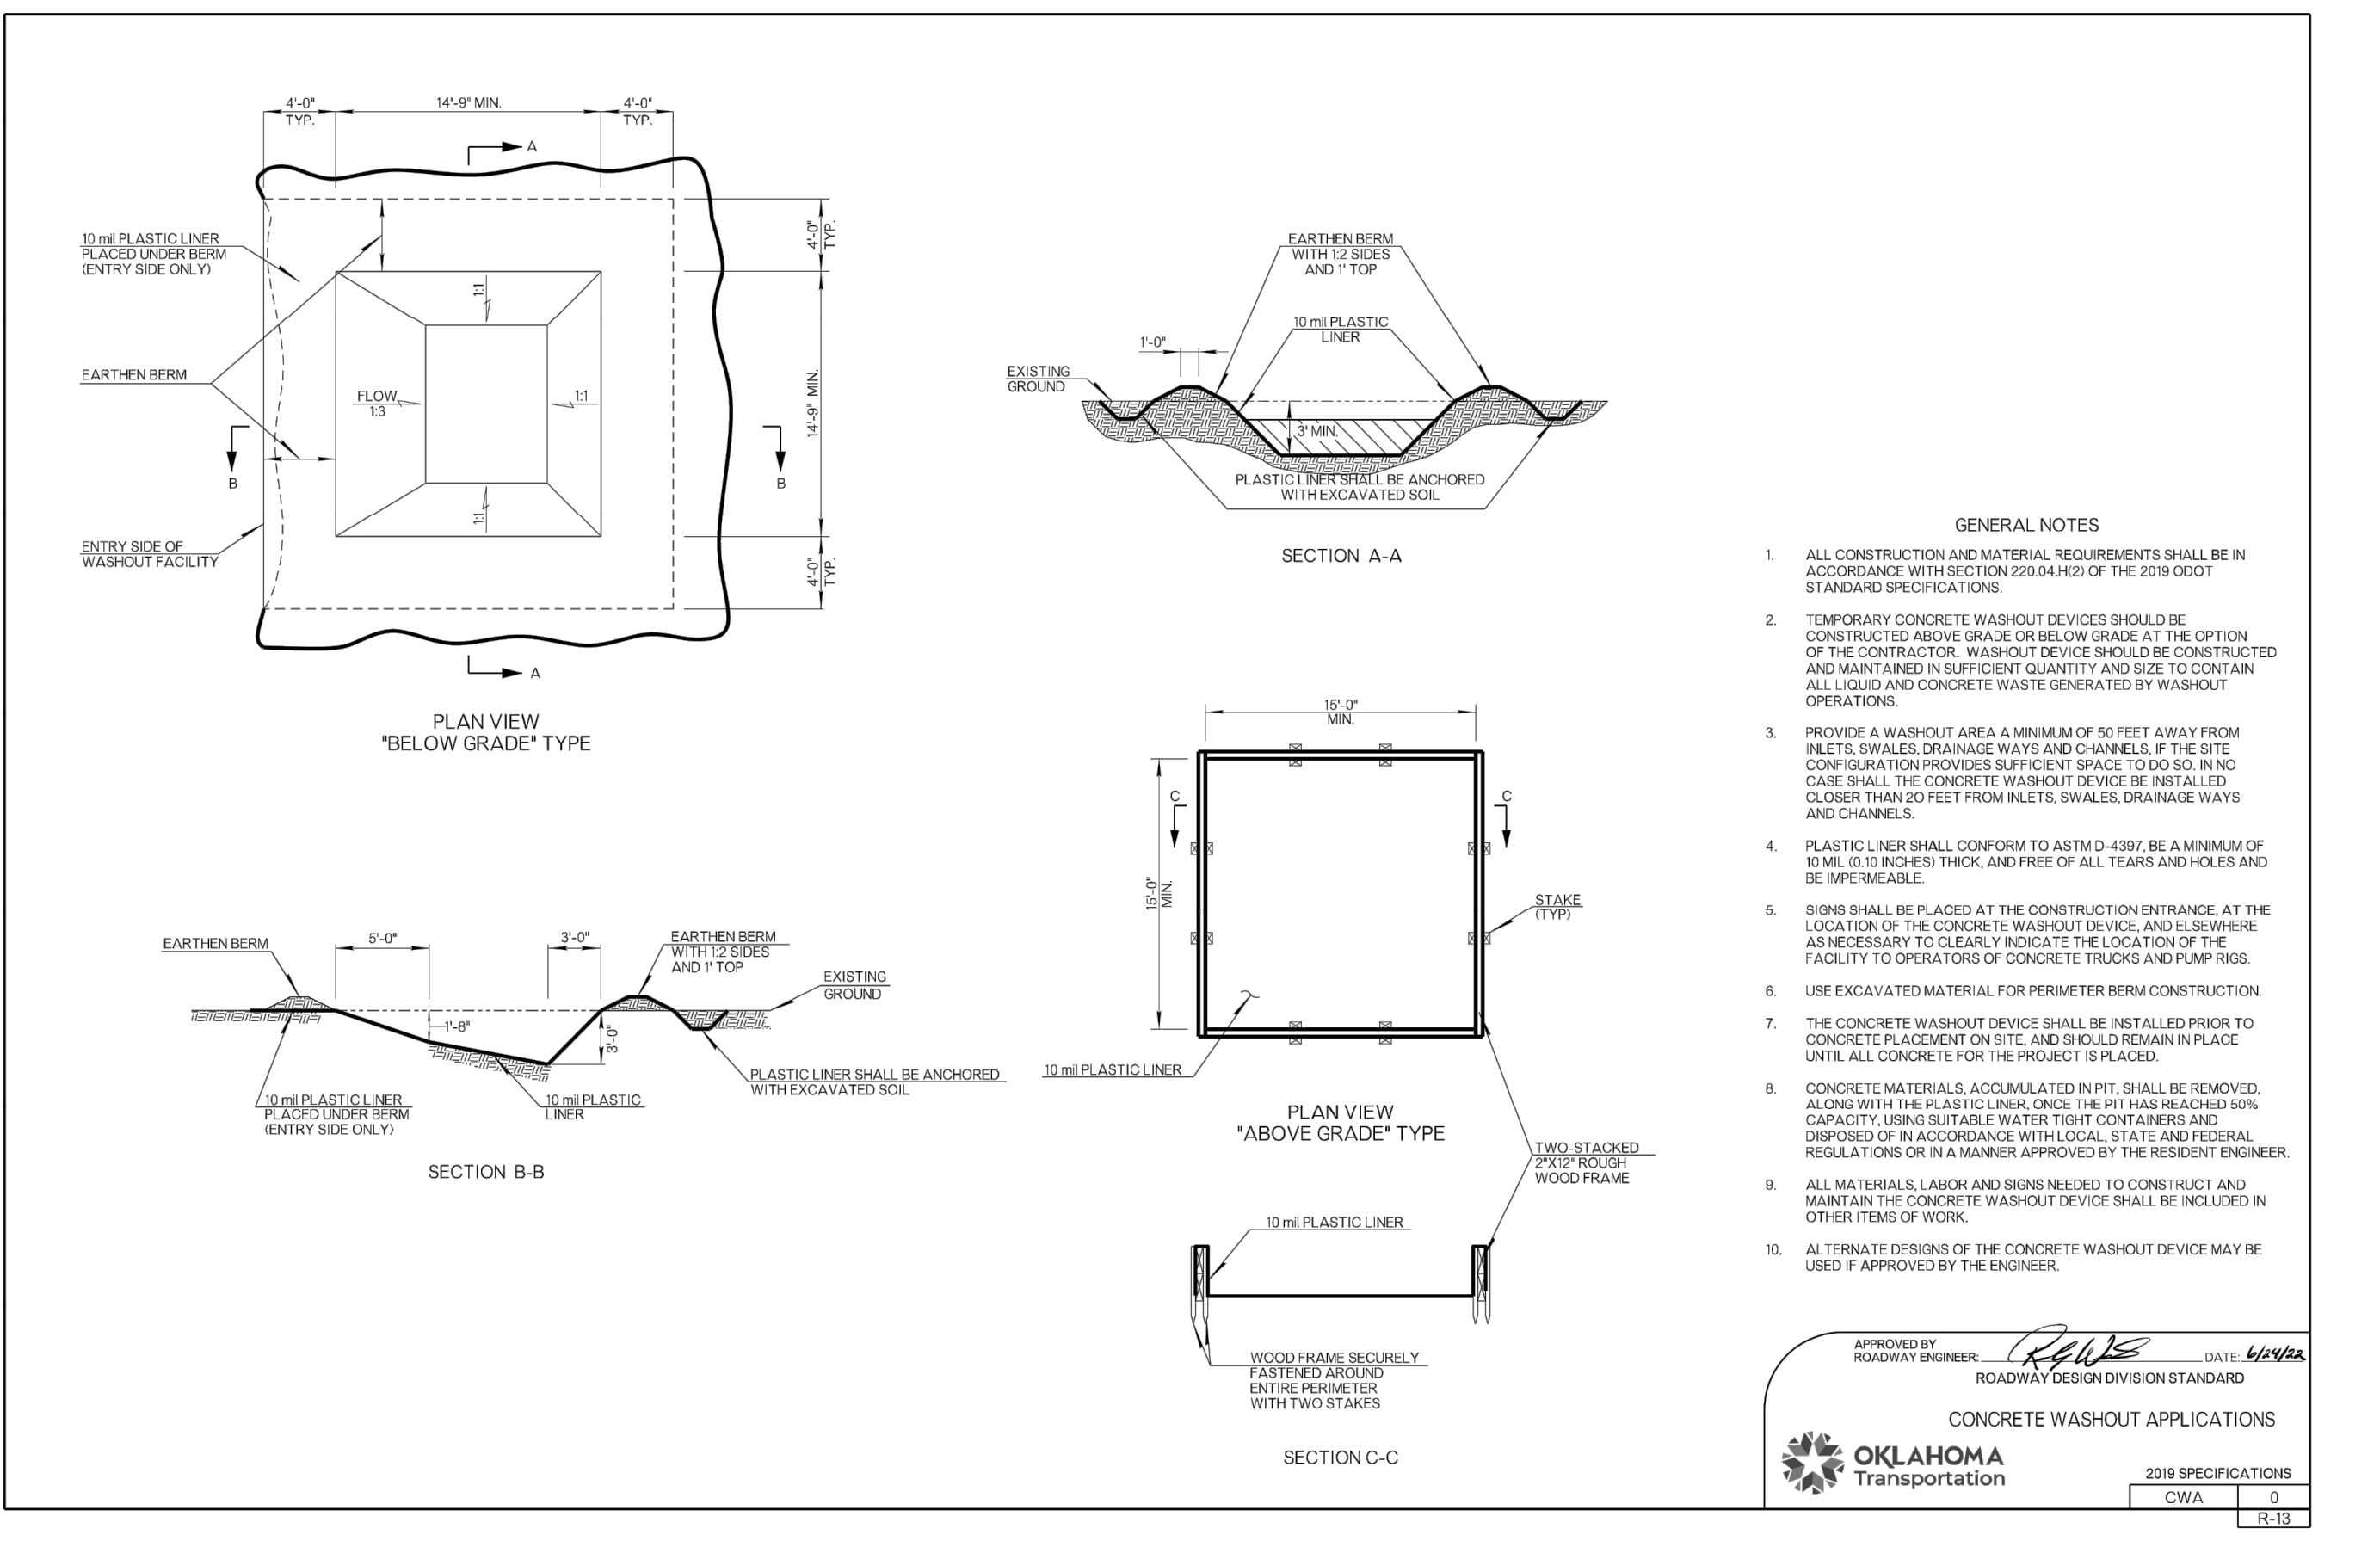 4'-0"
TYP.
14'-9" MIN.
4'-0"
TYP.
A
10 mil PLASTIC LINER
PLACED UNDER BERM
(ENTRY SIDE ONLY)
4'-0"
TYP.
1:1
EARTHEN BERM
FLOW
1:3
1:1
14'-9" MIN.
B
B
1:1
ENTRY SIDE OF
WASHOUT FACILITY
4'-0"
TYP.
A
PLAN VIEW
"BELOW GRADE" TYPE
EARTHEN BERM
WITH 1:2 SIDES
AND 1' TOP
10 mil PLASTIC
LINER
1'-0"
EXISTING
GROUND
3' MIN.
PLASTIC LINER SHALL BE ANCHORED
WITH EXCAVATED SOIL
SECTION A-A
EARTHEN BERM
5'-0"
3'-0"
EARTHEN BERM
WITH 1:2 SIDES
AND 1' TOP
EXISTING
GROUND
1'-8"
3'-0"
PLASTIC LINER SHALL BE ANCHORED
WITH EXCAVATED SOIL
10 mil PLASTIC LINER
PLACED UNDER BERM
(ENTRY SIDE ONLY)
10 mil PLASTIC
LINER
SECTION B-B
15'-0"
MIN.
C
C
15'-0"
MIN.
STAKE
(TYP)
10 mil PLASTIC LINER
PLAN VIEW
"ABOVE GRADE" TYPE
TWO-STACKED
2"X12" ROUGH
WOOD FRAME
10 mil PLASTIC LINER
WOOD FRAME SECURELY
FASTENED AROUND
ENTIRE PERIMETER
WITH TWO STAKES
SECTION C-C
GENERAL NOTES
1. ALL CONSTRUCTION AND MATERIAL REQUIREMENTS SHALL BE IN
ACCORDANCE WITH SECTION 220.04.H(2) OF THE 2019 ODOT
STANDARD SPECIFICATIONS.
2. TEMPORARY CONCRETE WASHOUT DEVICES SHOULD BE
CONSTRUCTED ABOVE GRADE OR BELOW GRADE AT THE OPTION
OF THE CONTRACTOR. WASHOUT DEVICE SHOULD BE CONSTRUCTED
AND MAINTAINED IN SUFFICIENT QUANTITY AND SIZE TO CONTAIN
ALL LIQUID AND CONCRETE WASTE GENERATED BY WASHOUT
OPERATIONS.
3. PROVIDE A WASHOUT AREA A MINIMUM OF 50 FEET AWAY FROM
INLETS, SWALES, DRAINAGE WAYS AND CHANNELS, IF THE SITE
CONFIGURATION PROVIDES SUFFICIENT SPACE TO DO SO. IN NO
CASE SHALL THE CONCRETE WASHOUT DEVICE BE INSTALLED
CLOSER THAN 20 FEET FROM INLETS, SWALES, DRAINAGE WAYS
AND CHANNELS.
4. PLASTIC LINER SHALL CONFORM TO ASTM D-4397, BE A MINIMUM OF
10 MIL (0.10 INCHES) THICK, AND FREE OF ALL TEARS AND HOLES AND
BE IMPERMEABLE.
5. SIGNS SHALL BE PLACED AT THE CONSTRUCTION ENTRANCE, AT THE
LOCATION OF THE CONCRETE WASHOUT DEVICE, AND ELSEWHERE
AS NECESSARY TO CLEARLY INDICATE THE LOCATION OF THE
FACILITY TO OPERATORS OF CONCRETE TRUCKS AND PUMP RIGS.
6. USE EXCAVATED MATERIAL FOR PERIMETER BERM CONSTRUCTION.
7. THE CONCRETE WASHOUT DEVICE SHALL BE INSTALLED PRIOR TO
CONCRETE PLACEMENT ON SITE, AND SHOULD REMAIN IN PLACE
UNTIL ALL CONCRETE FOR THE PROJECT IS PLACED.
8. CONCRETE MATERIALS, ACCUMULATED IN PIT, SHALL BE REMOVED,
ALONG WITH THE PLASTIC LINER, ONCE THE PIT HAS REACHED 50%
CAPACITY, USING SUITABLE WATER TIGHT CONTAINERS AND
DISPOSED OF IN ACCORDANCE WITH LOCAL, STATE AND FEDERAL
REGULATIONS OR IN A MANNER APPROVED BY THE RESIDENT ENGINEER.
9. ALL MATERIALS, LABOR AND SIGNS NEEDED TO CONSTRUCT AND
MAINTAIN THE CONCRETE WASHOUT DEVICE SHALL BE INCLUDED IN
OTHER ITEMS OF WORK.
10. ALTERNATE DESIGNS OF THE CONCRETE WASHOUT DEVICE MAY BE
USED IF APPROVED BY THE ENGINEER.
APPROVED BY
ROADWAY ENGINEER: DATE: 6/24/22
ROADWAY DESIGN DIVISION STANDARD
CONCRETE WASHOUT APPLICATIONS
OKLAHOMA
Transportation
2019 SPECIFICATIONS
CWA 0
R-13